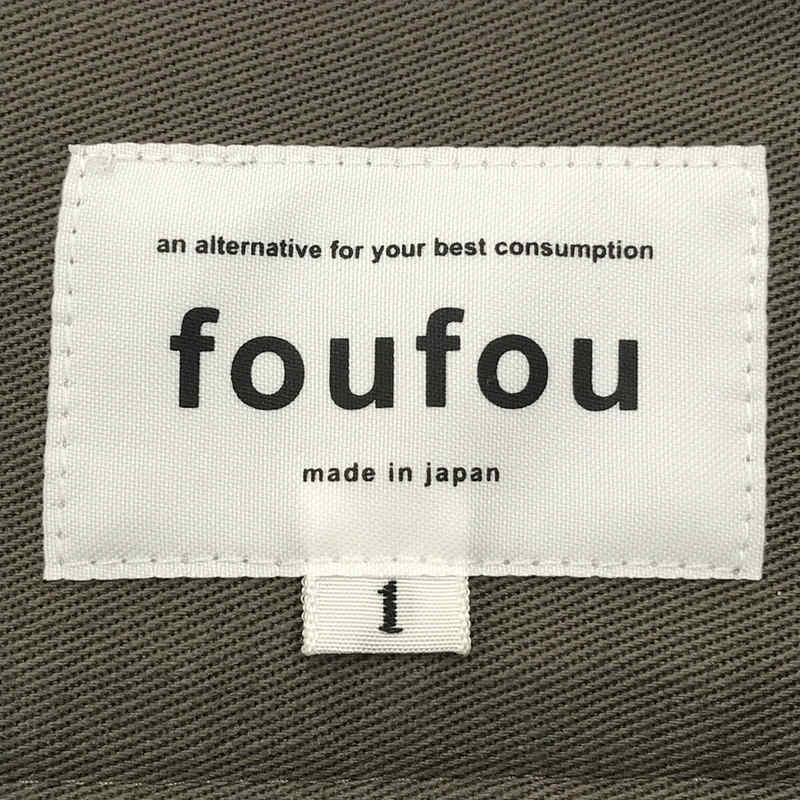 an alternative for your best consumption
foufou
made in japan
1